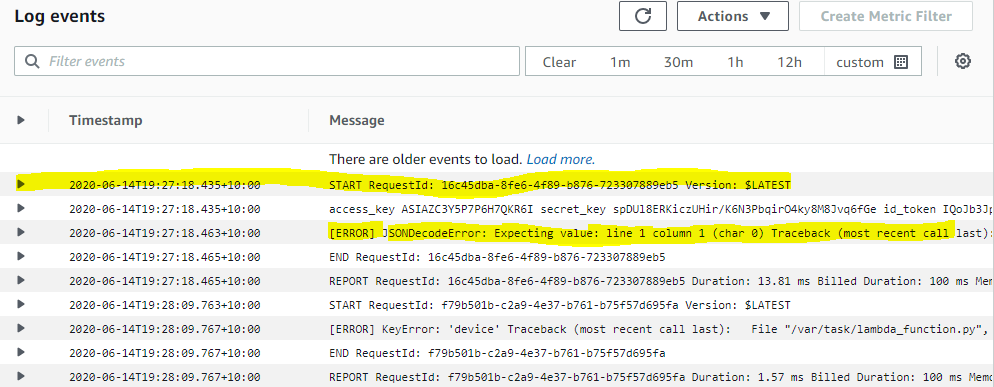 Log events
Actions
Create Metric Filter
Filter events
Clear 1m 30m 1h 12h custom
Timestamp Message
There are older events to load. Load more.
2020-06-14T19:27:18.435+10:00 START RequestId: 16c45dba-8fe6-4f89-b876-723307889eb5 Version: $LATEST
2020-06-14T19:27:18.435+10:00 access_key ASIAZC3Y5P7P6H7QKR6I secret_key spDUl8ERKiczUHir/K6N3PbqirO4ky8M8Jvq6fGe id_token IQoJb3Jp
2020-06-14T19:27:18.463+10:00 [ERROR] JSONDecodeError: Expecting value: line 1 column 1 (char 0) Traceback (most recent call last):
2020-06-14T19:27:18.465+10:00 END RequestId: 16c45dba-8fe6-4f89-b876-723307889eb5
2020-06-14T19:27:18.465+10:00 REPORT RequestId: 16c45dba-8fe6-4f89-b876-723307889eb5 Duration: 13.81 ms Billed Duration: 100 ms Mem
2020-06-14T19:28:09.763+10:00 START RequestId: f79b501b-c2a9-4e37-b761-b75f57d695fa Version: $LATEST
2020-06-14T19:28:09.767+10:00 [ERROR] KeyError: 'device' Traceback (most recent call last): File "/var/task/lambda_function.py",
2020-06-14T19:28:09.767+10:00 END RequestId: f79b501b-c2a9-4e37-b761-b75f57d695fa
2020-06-14T19:28:09.767+10:00 REPORT RequestId: f79b501b-c2a9-4e37-b761-b75f57d695fa Duration: 1.57 ms Billed Duration: 100 ms Memo